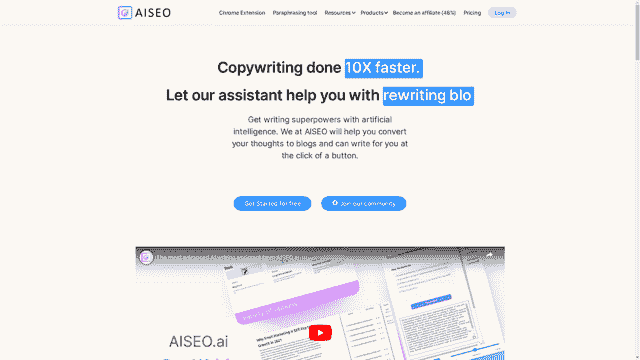 AISEO
Chrome Extension Paraphrasing tool Resources Products Become an affiliate (46%) Pricing Log In
Copywriting done 10X faster.
Let our assistant help you with rewriting blo
Get writing superpowers with artificial
intelligence. We at AISEO will help you convert
your thoughts to blogs and can write for you at
the click of a button.
Get Started for free Join our community
AISEO.ai